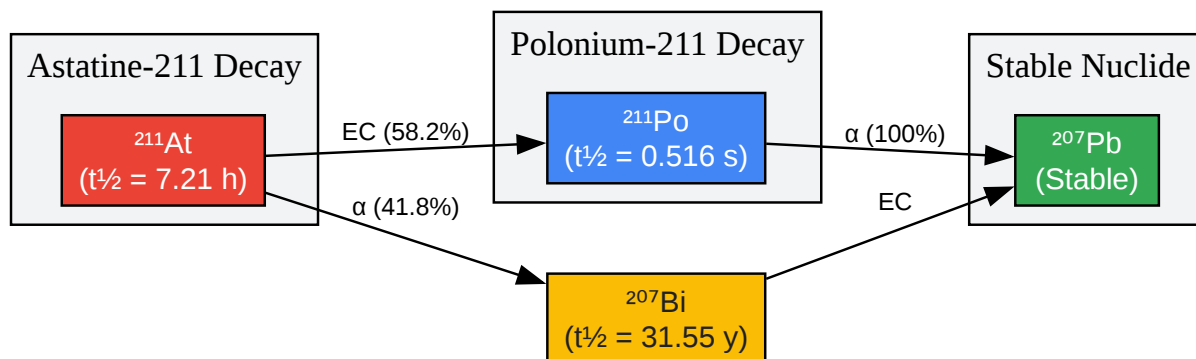 Astatine-211 Decay
²¹¹At
(t½ = 7.21 h)
EC (58.2%)
α (41.8%)
Polonium-211 Decay
²¹¹Po
(t½ = 0.516 s)
α (100%)
²⁰⁷Bi
(t½ = 31.55 y)
EC
Stable Nuclide
²⁰⁷Pb
(Stable)